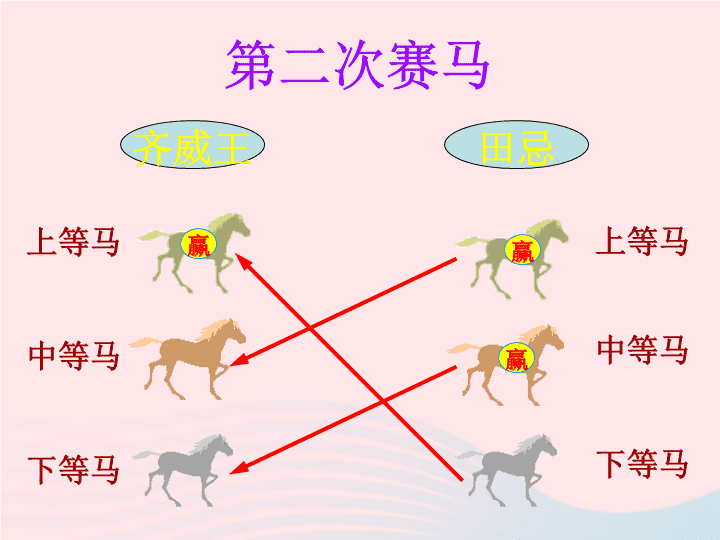 第二次赛马
齐威王 田忌
上等马 赢 赢 上等马
中等马 赢 中等马
下等马 下等马